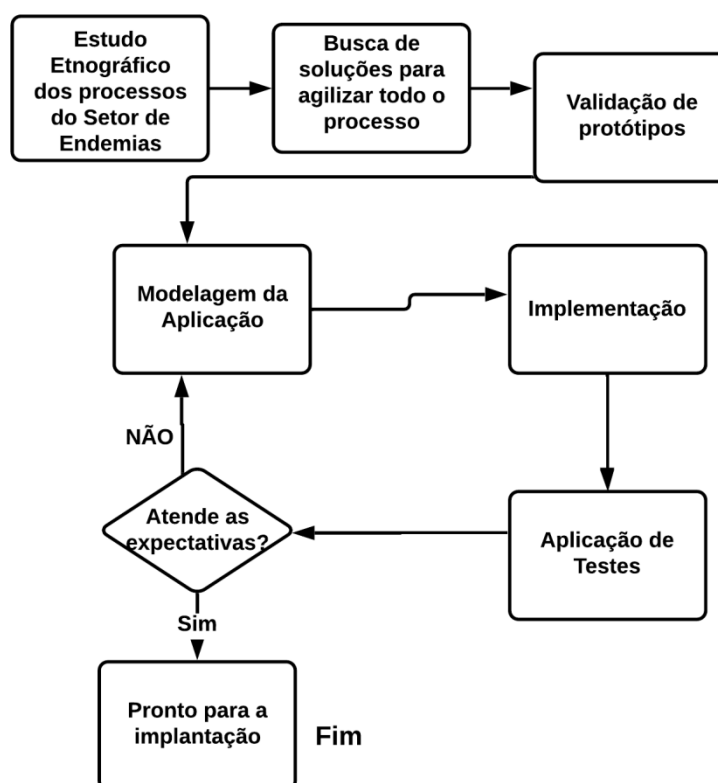 Estudo
Etnográfico
dos processos
do Setor de
Endemias
Busca de
soluções para
agilizar todo o
processo
Validação de
protótipos
Modelagem da
Aplicação
Implementação
NÃO
Atende as
expectativas?
Aplicação de
Testes
Sim
Pronto para a
implantação
Fim